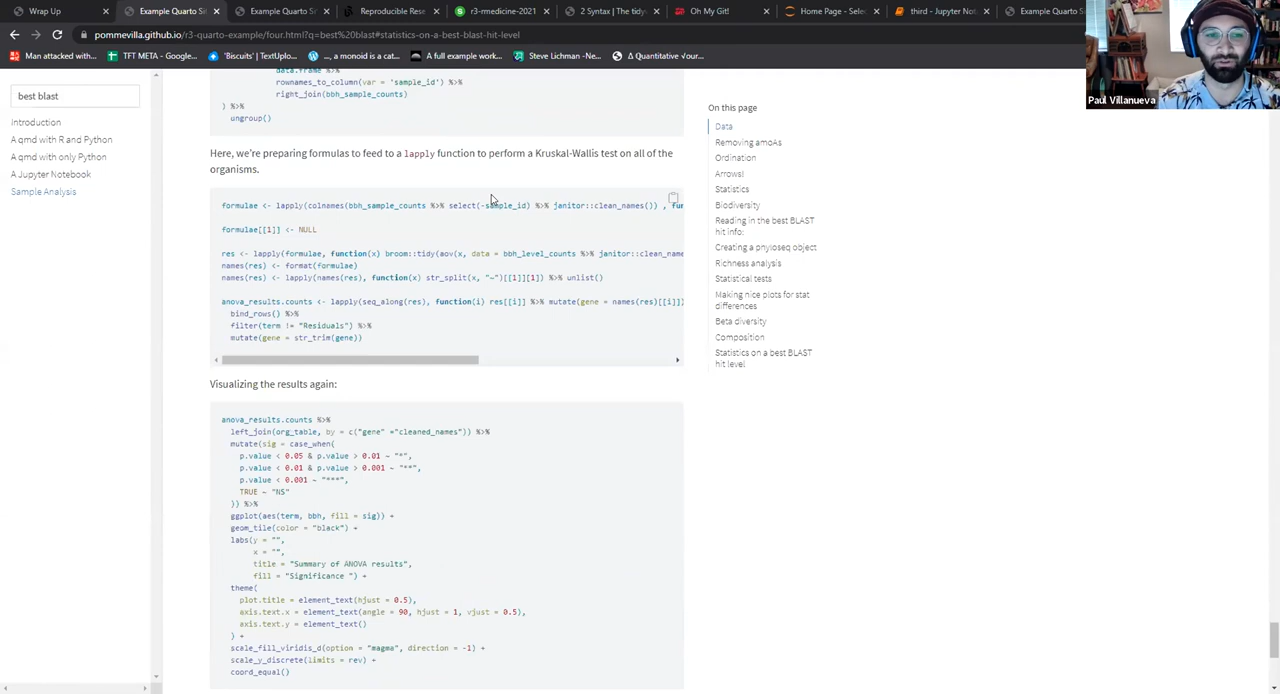 Wrap Up
Example Quarto Sit
Example Quarto Sit
Reproducible Rese
r3-medicine-2021
2 Syntax | The tidy
Oh My Git!
Home Page - Selec
third - Jupyter Note
Example Quarto Sit
pommevilla.github.io/r3-quarto-example/four.html?q=best%20blast#statistics-on-a-best-blast-hit-level
Man attacked with...
TFT META - Google...
'Biscuits' | TextUplo...
..., a monoid is a cat...
A full example work...
Steve Lichman -Ne...
Δ Quantitative √our...
Paul Villanueva
best blast
Introduction
A qmd with R and Python
A qmd with only Python
A Jupyter Notebook
Sample Analysis
data.frame %>%
rownames_to_column(var = 'sample_id') %>%
right_join(bbh_sample_counts)
) %>%
ungroup()
Here, we're preparing formulas to feed to a lapply function to perform a Kruskal-Wallis test on all of the
organisms.
formulae <- lapply(colnames(bbh_sample_counts %>% select(-sample_id) %>% janitor::clean_names()) , fun
formulae[[1]] <- NULL
res <- lapply(formulae, function(x) broom::tidy(aov(x, data = bbh_level_counts %>% janitor::clean_name
names(res) <- format(formulae)
names(res) <- lapply(names(res), function(x) str_split(x, "~")[[1]][1]) %>% unlist()
anova_results.counts <- lapply(seq_along(res), function(i) res[[i]] %>% mutate(gene = names(res)[[i]])
bind_rows() %>%
filter(term != "Residuals") %>%
mutate(gene = str_trim(gene))
Visualizing the results again:
anova_results.counts %>%
left_join(org_table, by = c("gene" ="cleaned_names")) %>%
mutate(sig = case_when(
p.value < 0.05 & p.value > 0.01 ~ "*",
p.value < 0.01 & p.value > 0.001 ~ "**",
p.value < 0.001 ~ "***",
TRUE ~ "NS"
)) %>%
ggplot(aes(term, bbh, fill = sig)) +
geom_tile(color = "black") +
labs(y = "",
x = "",
title = "Summary of ANOVA results",
fill = "Significance ") +
theme(
plot.title = element_text(hjust = 0.5),
axis.text.x = element_text(angle = 90, hjust = 1, vjust = 0.5),
axis.text.y = element_text()
) +
scale_fill_viridis_d(option = "magma", direction = -1) +
scale_y_discrete(limits = rev) +
coord_equal()
On this page
Data
Removing amoAs
Ordination
Arrows!
Statistics
Biodiversity
Reading in the best BLAST
hit info:
Creating a pnyloseq object
Richness analysis
Statistical tests
Making nice plots for stat
differences
Beta diversity
Composition
Statistics on a best BLAST
hit level